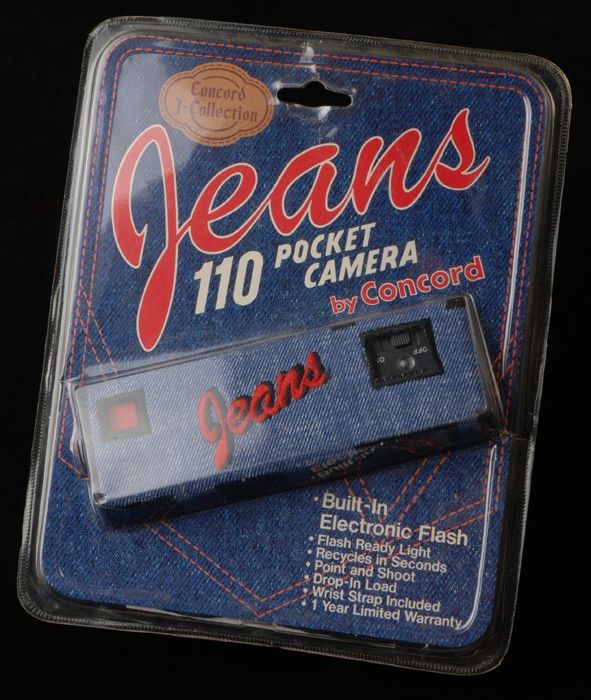 Concord
J-Collection
Jeans
110 POCKET
CAMERA
by Concord
Jeans
OFF
Built-In
Electronic Flash
• Flash Ready Light
• Recycles in Seconds
• Point and Shoot
• Drop-In Load
• Wrist Strap Included
• 1 Year Limited Warranty